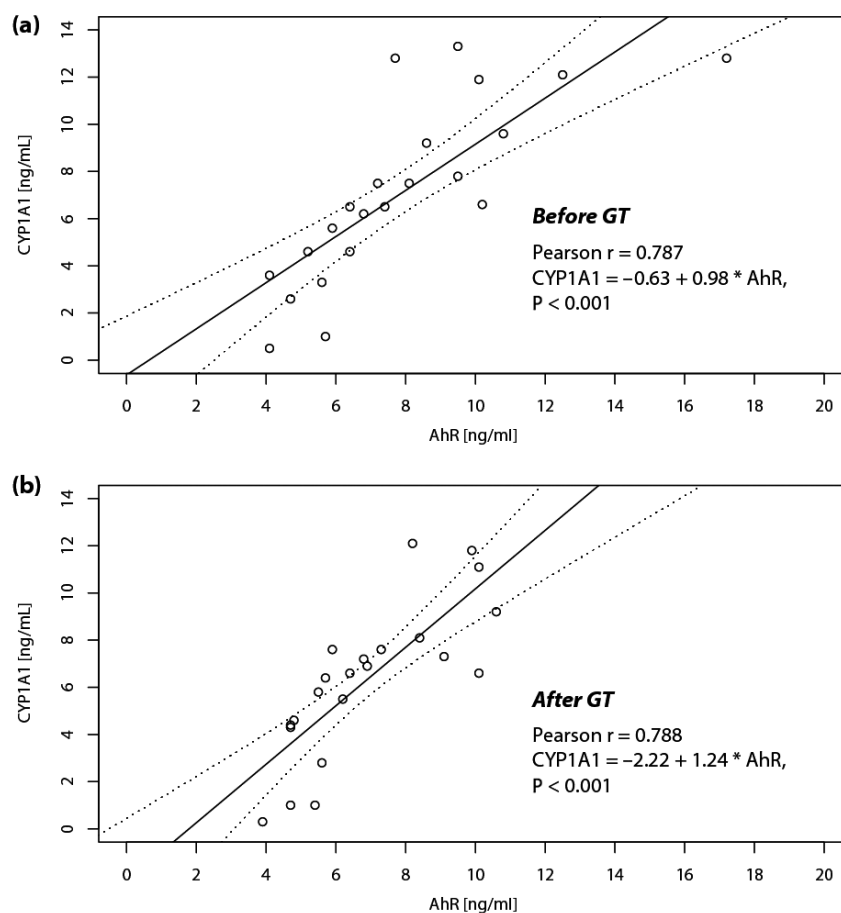 (a)
14
12
10
8
6
4
2
0
CYP1A1 [ng/mL]
Before GT
Pearson r = 0.787
CYP1A1 = –0.63 + 0.98 * AhR,
P < 0.001
0 2 4 6 8 10 12 14 16 18 20
AhR [ng/ml]
(b)
14
12
10
8
6
4
2
0
CYP1A1 [ng/mL]
After GT
Pearson r = 0.788
CYP1A1 = –2.22 + 1.24 * AhR,
P < 0.001
0 2 4 6 8 10 12 14 16 18 20
AhR [ng/ml]